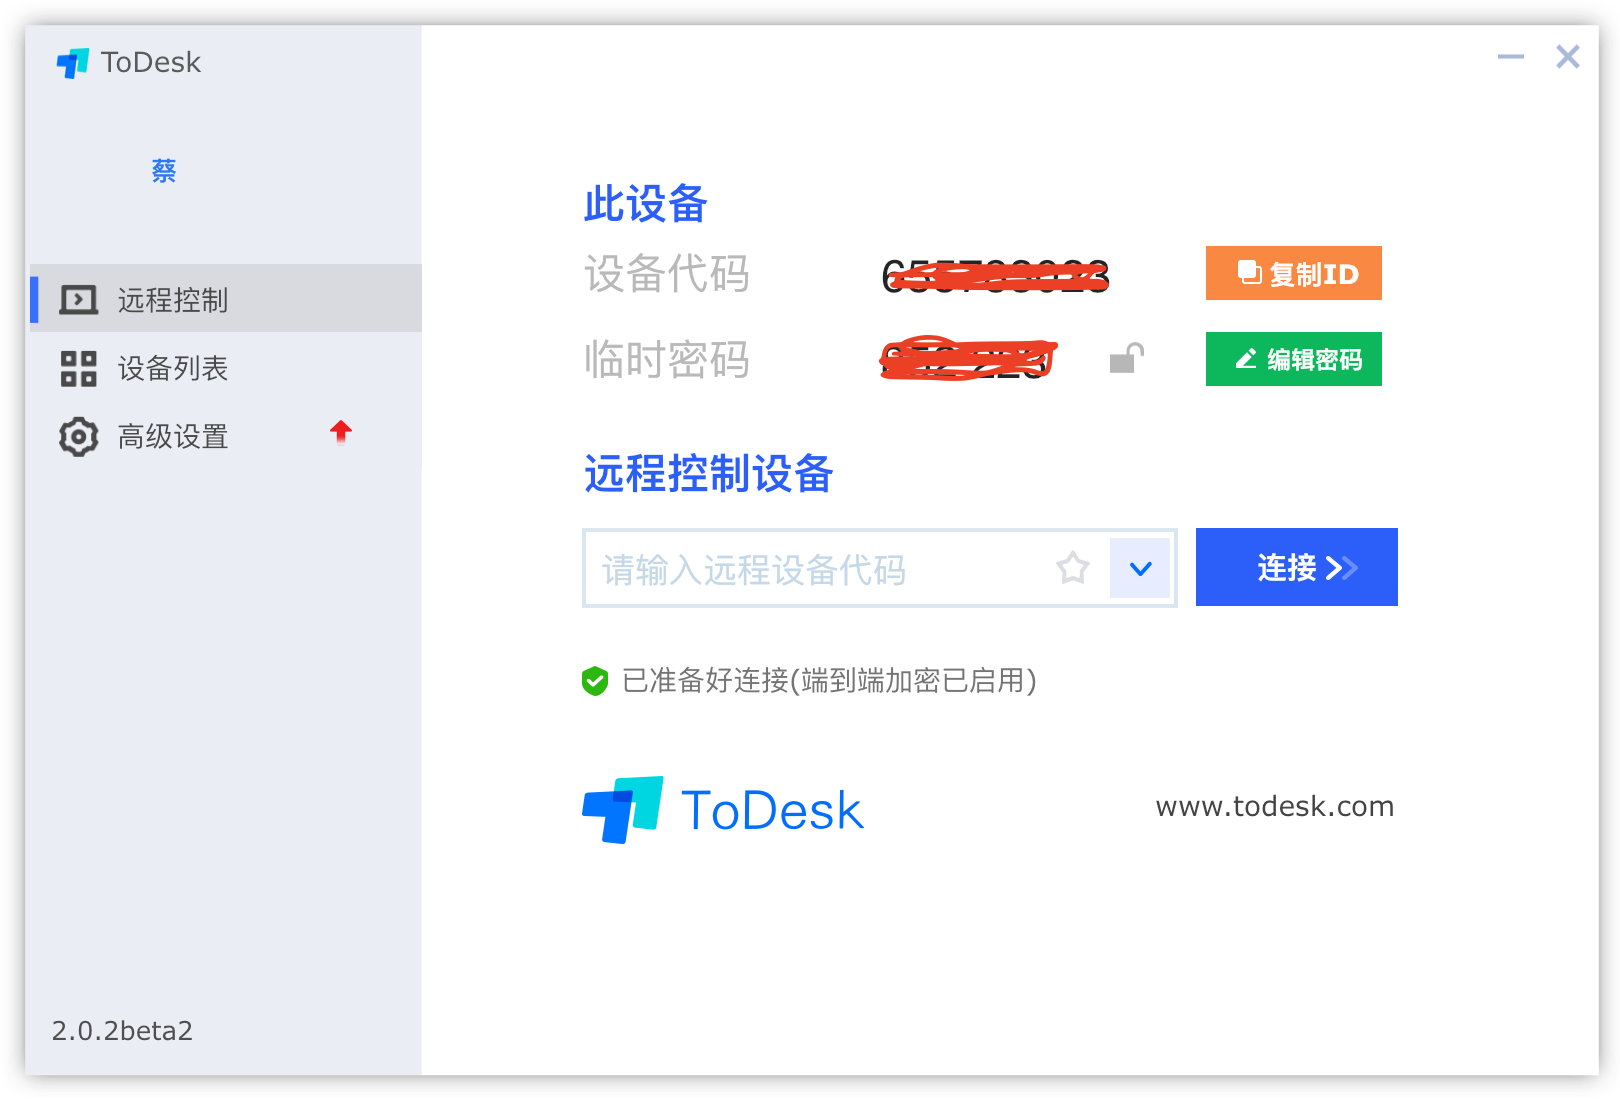 ToDesk
蔡
远程控制
设备列表
高级设置
2.0.2beta2
此设备
设备代码
复制ID
临时密码
编辑密码
远程控制设备
请输入远程设备代码
连接
已准备好连接(端到端加密已启用)
ToDesk
www.todesk.com